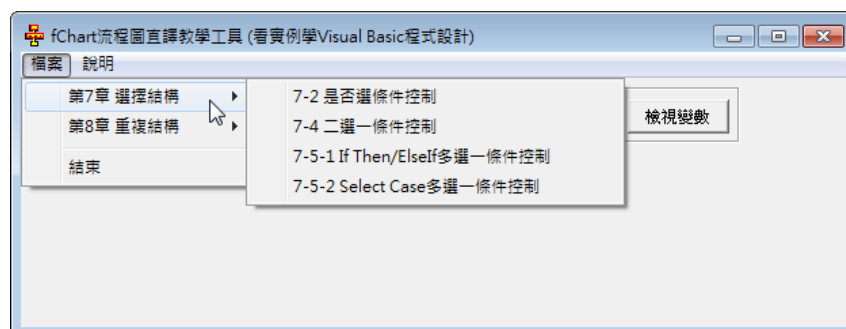 fChart流程圖直譯教學工具 (看實例學Visual Basic程式設計)
檔案 說明
第7章 選擇結構
第8章 重複結構
結束
7-2 是否選條件控制
7-4 二選一條件控制
7-5-1 If Then/ElseIf多選一條件控制
7-5-2 Select Case多選一條件控制
檢視變數